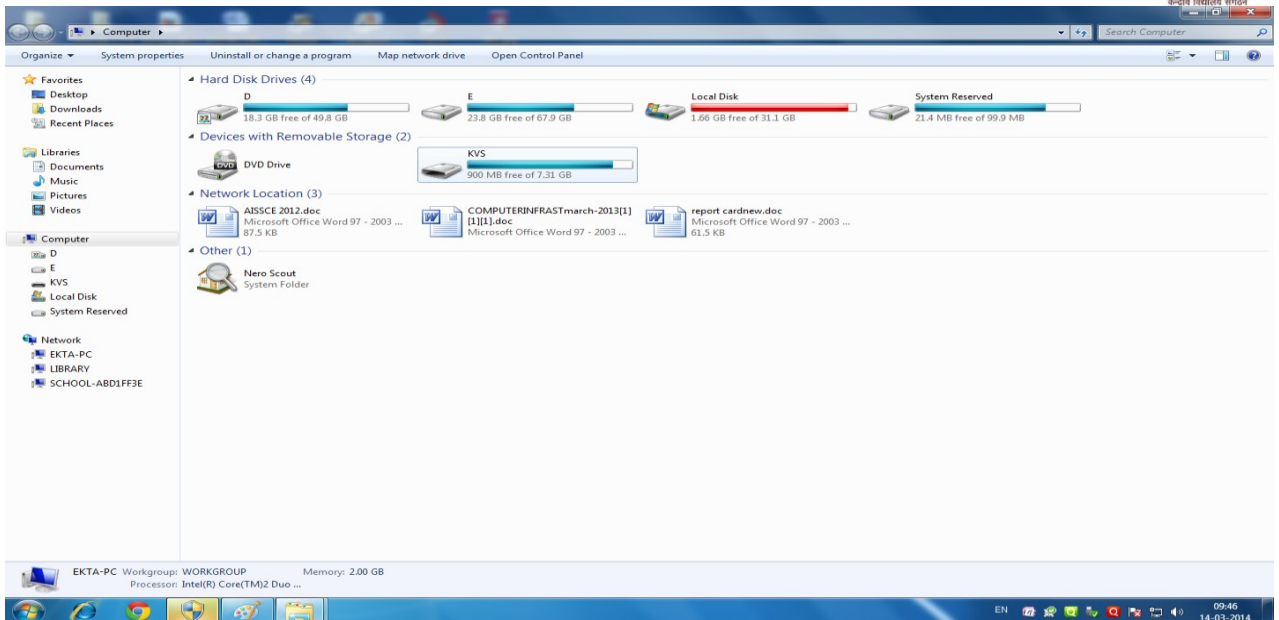 केन्द्रीय विद्यालय संगठन
Computer
Search Computer
Organize
System properties
Uninstall or change a program
Map network drive
Open Control Panel
Favorites
Desktop
Downloads
Recent Places
Libraries
Documents
Music
Pictures
Videos
Computer
D
E
KVS
Local Disk
System Reserved
Network
EKTA-PC
LIBRARY
SCHOOL-ABD1FF3E
Hard Disk Drives (4)
D
18.3 GB free of 49.8 GB
E
23.8 GB free of 67.9 GB
Local Disk
1.66 GB free of 31.1 GB
System Reserved
21.4 MB free of 99.9 MB
Devices with Removable Storage (2)
DVD Drive
KVS
900 MB free of 7.31 GB
Network Location (3)
AISSCE 2012.doc
Microsoft Office Word 97 - 2003 ...
87.5 KB
COMPUTERINFRASTmarch-2013[1]
[1][1].doc
Microsoft Office Word 97 - 2003 ...
report cardnew.doc
Microsoft Office Word 97 - 2003 ...
61.5 KB
Other (1)
Nero Scout
System Folder
EKTA-PC Workgroup: WORKGROUP Memory: 2.00 GB
Processor: Intel(R) Core(TM)2 Duo ...
EN
09:46
14-03-2014